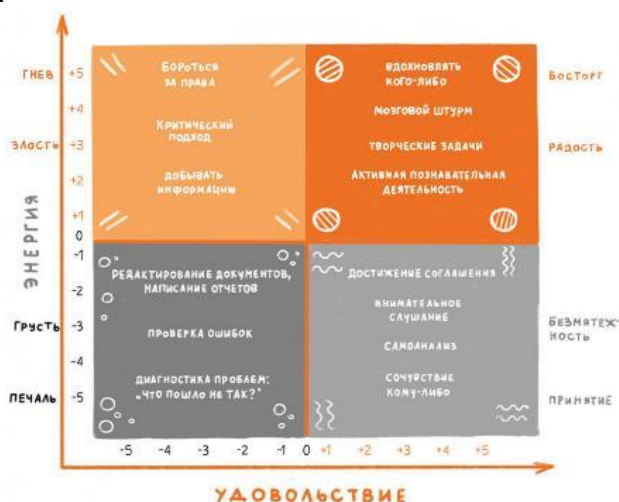 ГНЕВ
ЗЛОСТЬ
ЭНЕРГИЯ
ГРУСТЬ
ПЕЧАЛЬ
+5
+4
+3
+2
+1
0
-1
-2
-3
-4
-5
БОРОТЬСЯ
ЗА ПРАВА
КРИТИЧЕСКИЙ
ПОДХОД
ДОБЫВАТЬ
ИНФОРМАЦИЮ
ВДОХНОВЛЯТЬ
КОГО-ЛИБО
МОЗГОВОЙ ШТУРМ
ТВОРЧЕСКИЕ ЗАДАЧИ
АКТИВНАЯ ПОЗНАВАТЕЛЬНАЯ
ДЕЯТЕЛЬНОСТЬ
ВОСТОРГ
РАДОСТЬ
РЕДАКТИРОВАНИЕ ДОКУМЕНТОВ,
НАПИСАНИЕ ОТЧЕТОВ
ПРОВЕРКА ОШИБОК
ДИАГНОСТИКА ПРОБЛЕМ:
„ЧТО ПОШЛО НЕ ТАК?"
ДОСТИЖЕНИЕ СОГЛАШЕНИЯ
ВНИМАТЕЛЬНОЕ
СЛУШАНИЕ
САМОАНАЛИЗ
СОЧУВСТВИЕ
КОМУ-ЛИБО
БЕЗМЯТЕЖ-
НОСТЬ
ПРИНЯТИЕ
-5 -4 -3 -2 -1 0 +1 +2 +3 +4 +5
УДОВОЛЬСТВИЕ